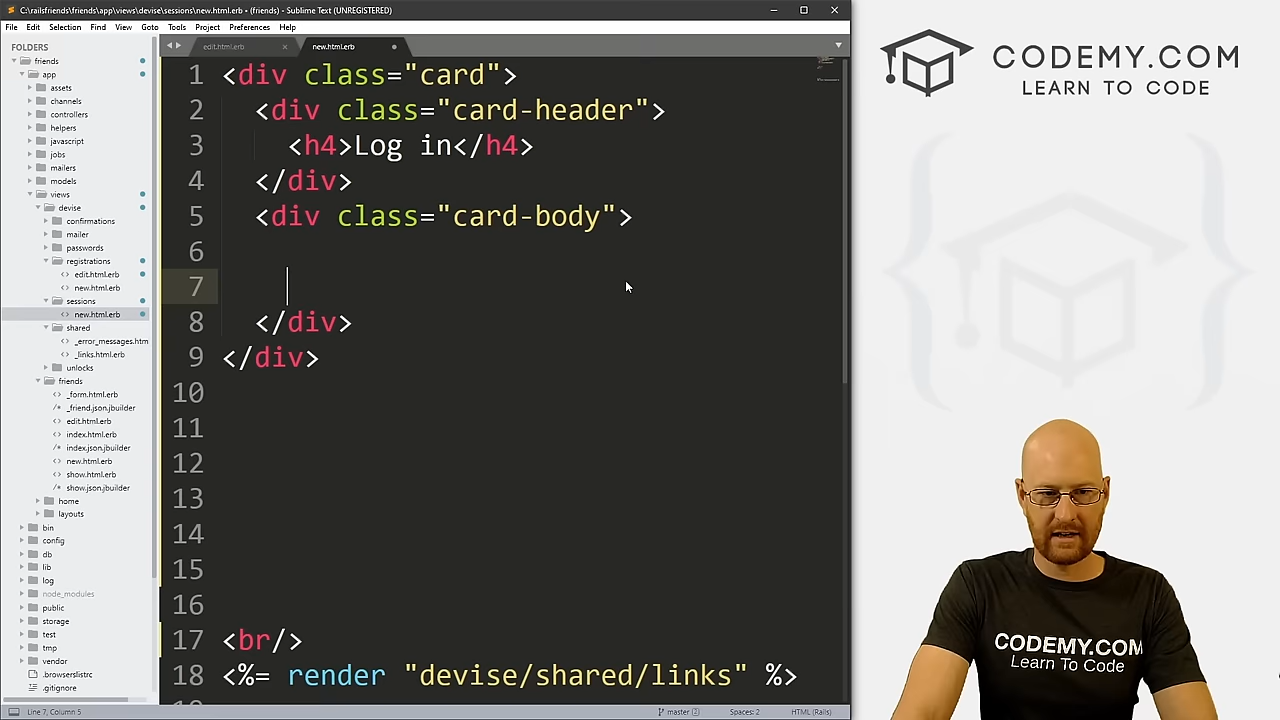 C:\railsfriends\friends\app\views\devise\sessions\new.html.erb • (friends) - Sublime Text (UNREGISTERED)
File Edit Selection Find View Goto Tools Project Preferences Help
FOLDERS
friends
app
assets
channels
controllers
helpers
javascript
jobs
mailers
models
views
devise
confirmations
mailer
passwords
registrations
edit.html.erb
new.html.erb
sessions
new.html.erb
shared
_error_messages.htm
_links.html.erb
unlocks
friends
_form.html.erb
_friend.json.jbuilder
edit.html.erb
index.html.erb
index.json.jbuilder
new.html.erb
show.html.erb
show.json.jbuilder
home
layouts
bin
config
db
lib
log
node_modules
public
storage
test
tmp
vendor
.browserslistrc
.gitignore
edit.html.erb new.html.erb
1 <div class="card">
2 <div class="card-header">
3 <h4>Log in</h4>
4 </div>
5 <div class="card-body">
6
7
8 </div>
9 </div>
10
11
12
13
14
15
16
17 <br/>
18 <%= render "devise/shared/links" %>
Line 7, Column 5 master (2) Spaces: 2 HTML (Rails)
CODEMY.COM
LEARN TO CODE
CODEMY.COM
Learn To Code